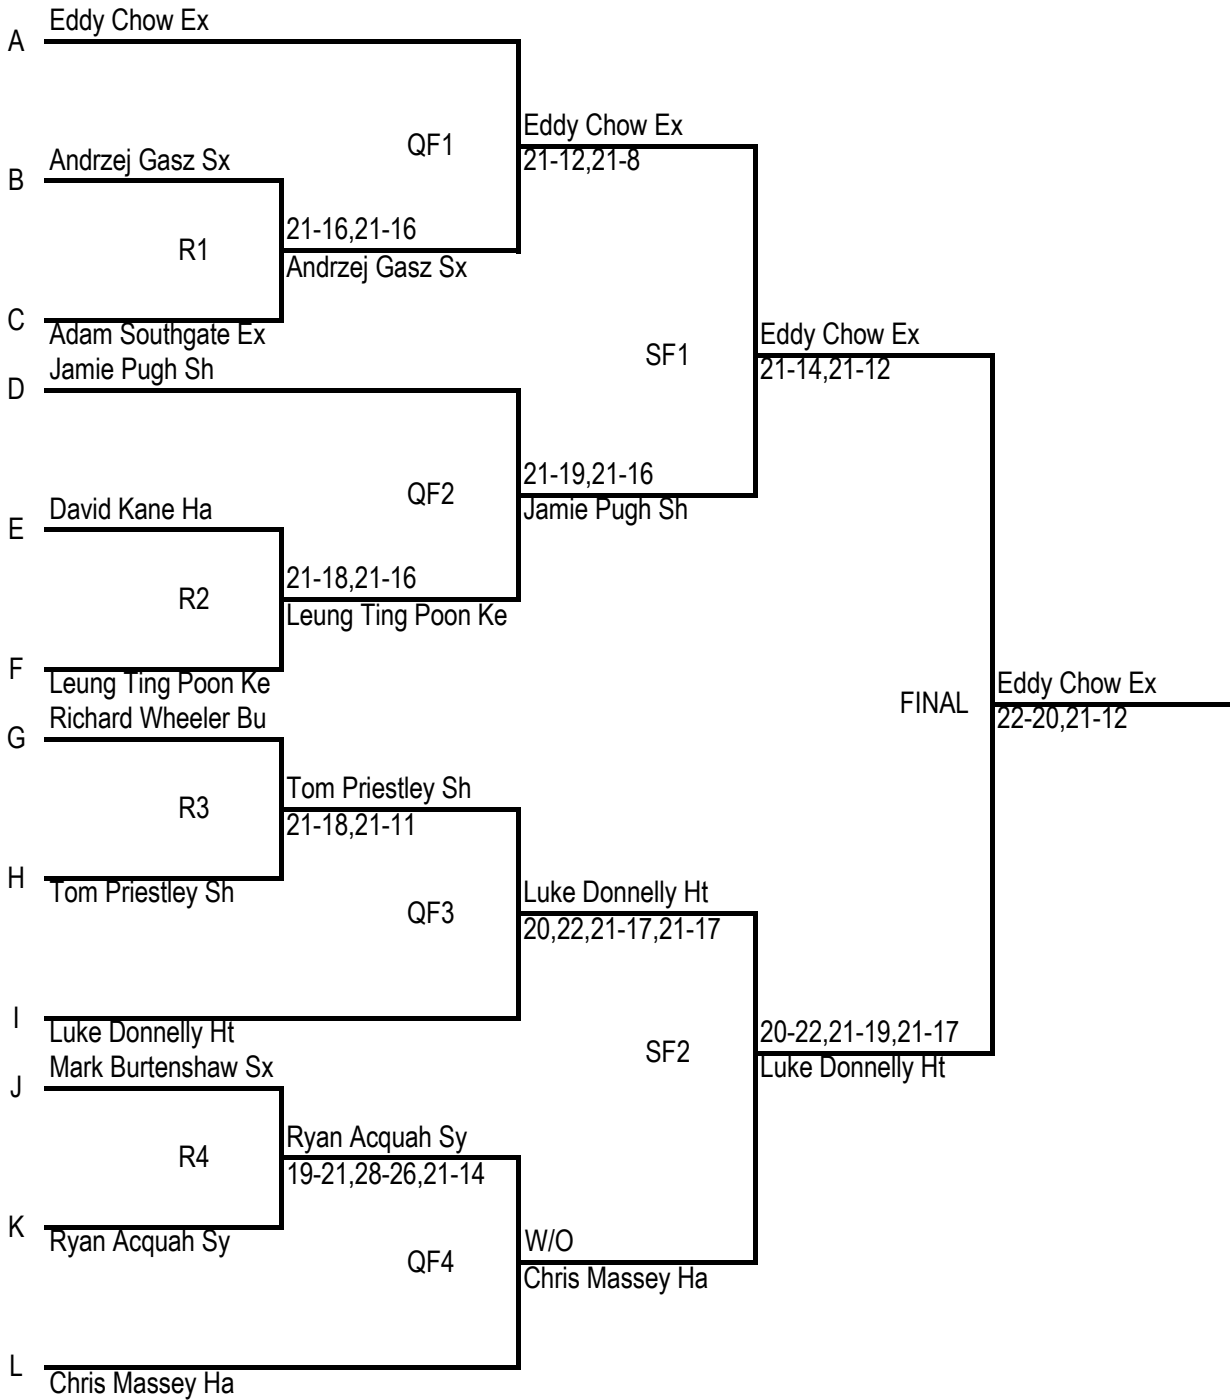 Eddy Chow Ex
A
QF1
Eddy Chow Ex
21-12,21-8
Andrzej Gasz Sx
B
R1
21-16,21-16
Andrzej Gasz Sx
C
Adam Southgate Ex
SF1
Eddy Chow Ex
21-14,21-12
Jamie Pugh Sh
D
QF2
21-19,21-16
Jamie Pugh Sh
David Kane Ha
E
R2
21-18,21-16
Leung Ting Poon Ke
F
Leung Ting Poon Ke
FINAL
Eddy Chow Ex
22-20,21-12
Richard Wheeler Bu
G
R3
Tom Priestley Sh
21-18,21-11
H
Tom Priestley Sh
QF3
Luke Donnelly Ht
20,22,21-17,21-17
I
Luke Donnelly Ht
SF2
20-22,21-19,21-17
Luke Donnelly Ht
Mark Burtenshaw Sx
J
R4
Ryan Acquah Sy
19-21,28-26,21-14
K
Ryan Acquah Sy
QF4
W/O
Chris Massey Ha
L
Chris Massey Ha